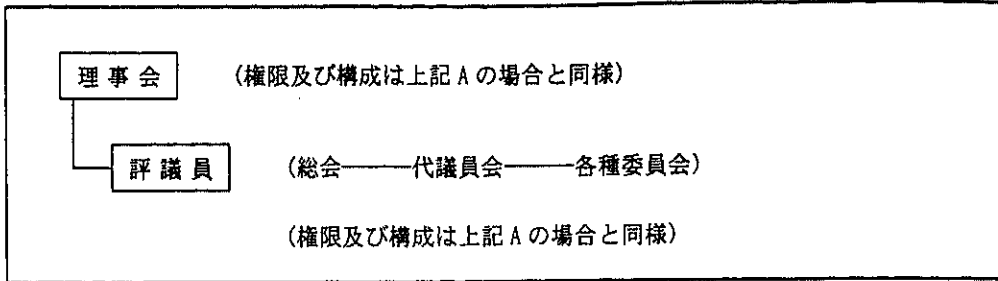 理事会 (権限及び構成は上記Aの場合と同様)
評議員 (総会———代議員会———各種委員会)
(権限及び構成は上記Aの場合と同様)